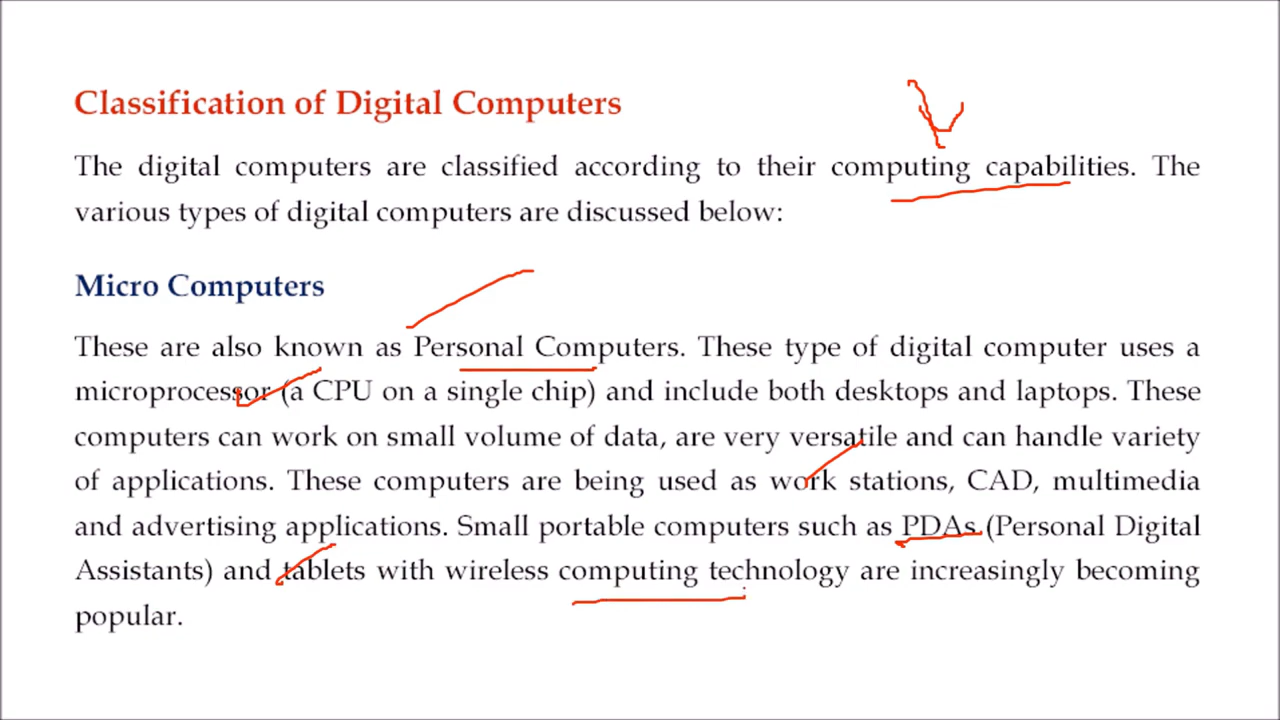 Classification of Digital Computers
The digital computers are classified according to their computing capabilities. The
various types of digital computers are discussed below:
Micro Computers
These are also known as Personal Computers. These type of digital computer uses a
microprocessor (a CPU on a single chip) and include both desktops and laptops. These
computers can work on small volume of data, are very versatile and can handle variety
of applications. These computers are being used as work stations, CAD, multimedia
and advertising applications. Small portable computers such as PDAs (Personal Digital
Assistants) and tablets with wireless computing technology are increasingly becoming
popular.